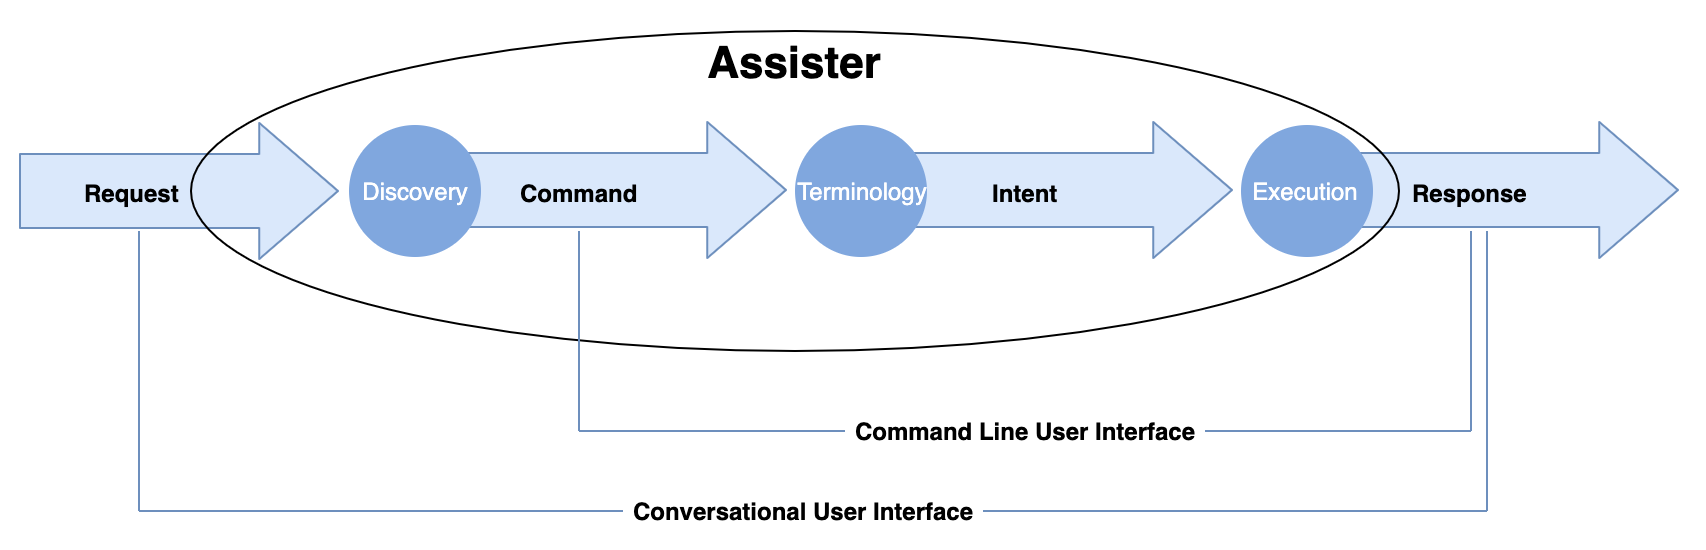 Assister
Request
Discovery
Command
Terminology
Intent
Execution
Response
Command Line User Interface
Conversational User Interface